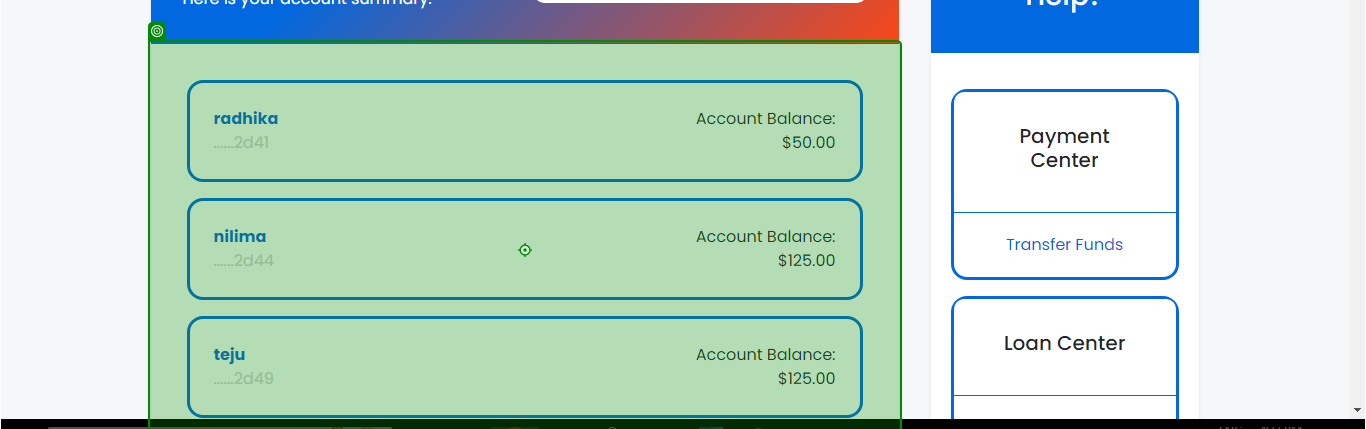 Here is your account summary.
Help?
radhika
Account Balance:
......2d41
$50.00
nilima
Account Balance:
......2d44
$125.00
teju
Account Balance:
......2d49
$125.00
Payment
Center
Transfer Funds
Loan Center